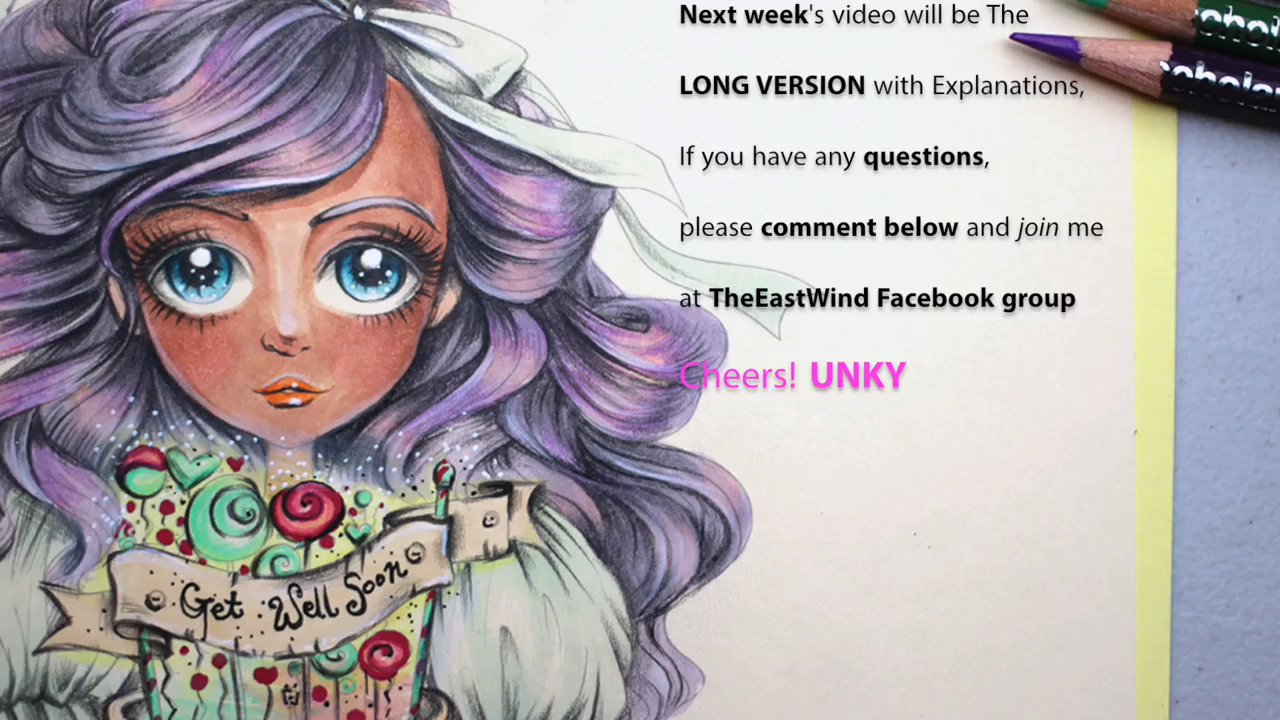 Next week's video will be The
LONG VERSION with Explanations,
If you have any questions,
please comment below and join me
at TheEastWind Facebook group
Cheers! UNKY
Get Well Soon